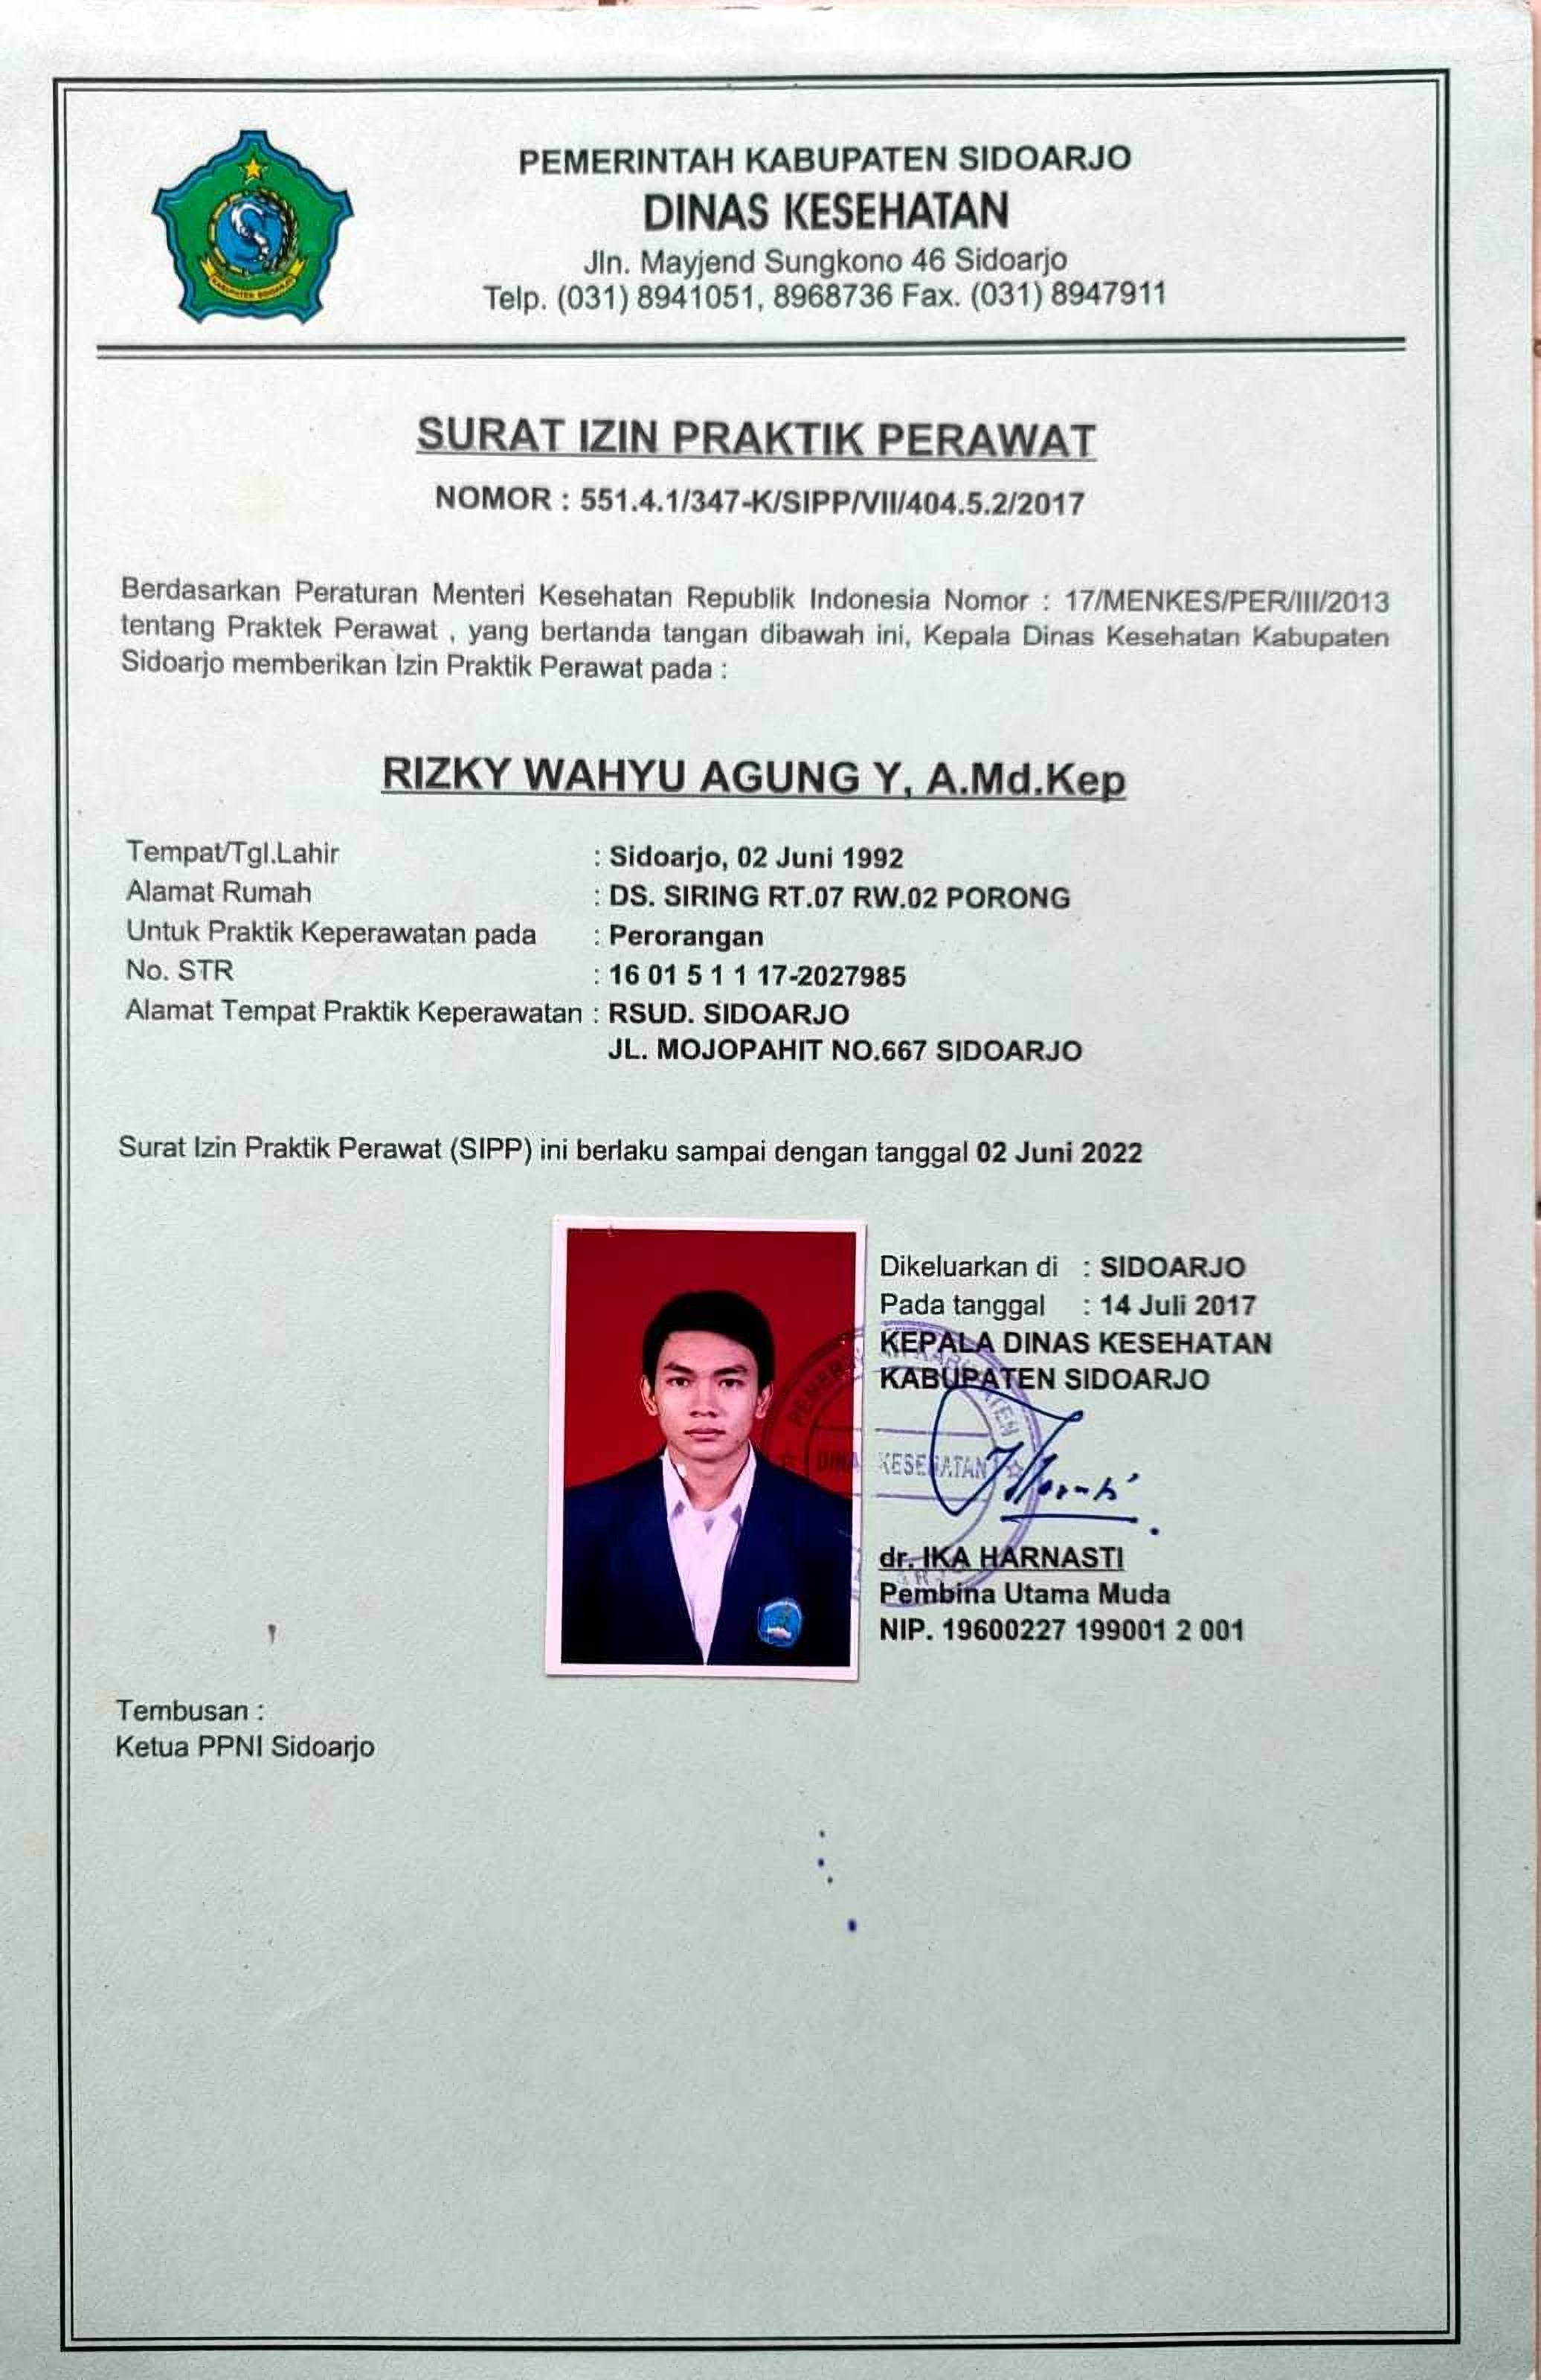 PEMERINTAH KABUPATEN SIDOARJO
DINAS KESEHATAN
Jln. Mayjend Sungkono 46 Sidoarjo
Telp. (031) 8941051, 8968736 Fax. (031) 8947911
KABUPATEN SIDOARJO
SURAT IZIN PRAKTIK PERAWAT
NOMOR : 551.4.1/347-K/SIPP/VII/404.5.2/2017
Berdasarkan Peraturan Menteri Kesehatan Republik Indonesia Nomor : 17/MENKES/PER/III/2013
tentang Praktek Perawat , yang bertanda tangan dibawah ini, Kepala Dinas Kesehatan Kabupaten
Sidoarjo memberikan Izin Praktik Perawat pada :
RIZKY WAHYU AGUNG Y, A.Md.Kep
Tempat/Tgl.Lahir : Sidoarjo, 02 Juni 1992
Alamat Rumah : DS. SIRING RT.07 RW.02 PORONG
Untuk Praktik Keperawatan pada : Perorangan
No. STR : 16 01 5 1 1 17-2027985
Alamat Tempat Praktik Keperawatan : RSUD. SIDOARJO
JL. MOJOPAHIT NO.667 SIDOARJO
Surat Izin Praktik Perawat (SIPP) ini berlaku sampai dengan tanggal 02 Juni 2022
Dikeluarkan di : SIDOARJO
Pada tanggal : 14 Juli 2017
KEPALA DINAS KESEHATAN
KABUPATEN SIDOARJO
DINA KESEHATAN
dr. IKA HARNASTI
Pembina Utama Muda
NIP. 19600227 199001 2 001
Tembusan :
Ketua PPNI Sidoarjo